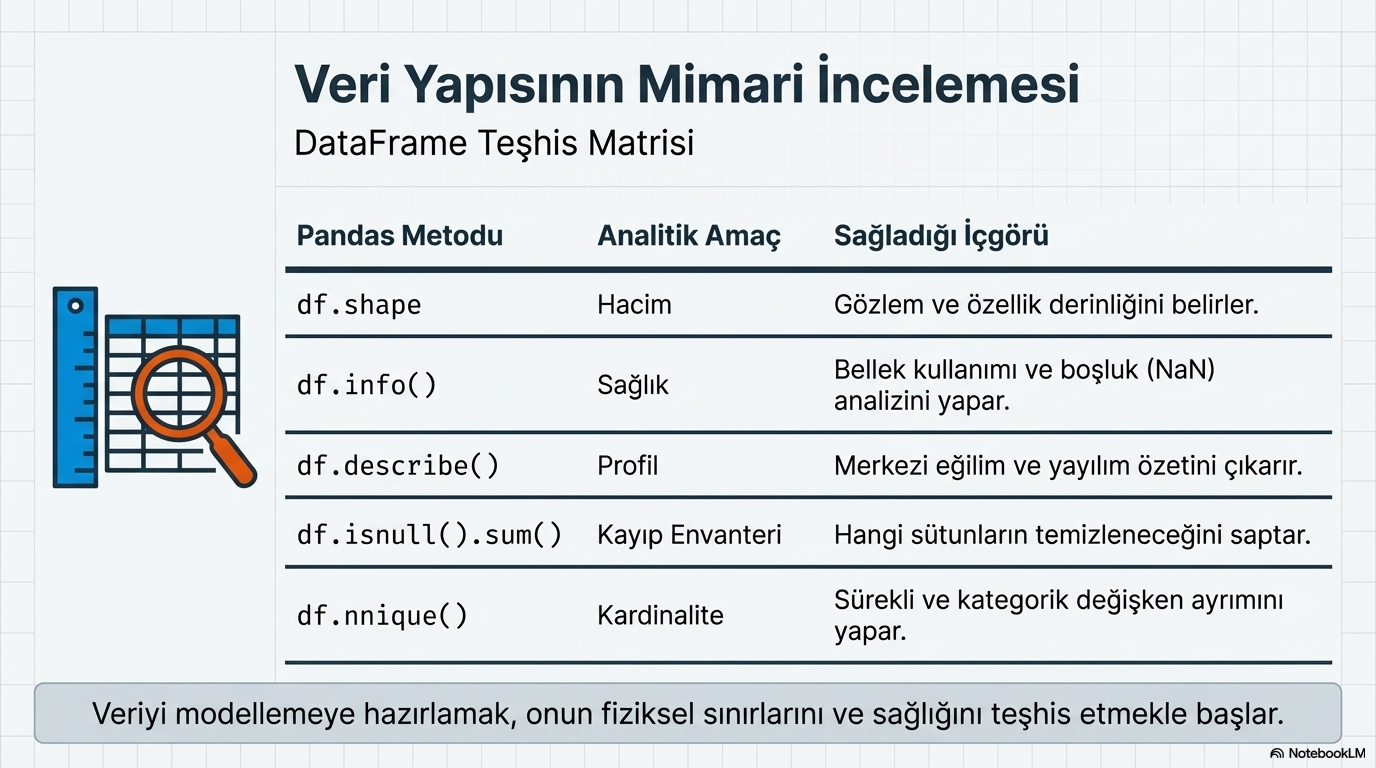 Veri Yapısının Mimari İncelemesi
DataFrame Teşhis Matrisi
Pandas Metodu Analitik Amaç Sağladığı İçgörü
df.shape Hacim Gözlem ve özellik derinliğini belirler.
df.info() Sağlık Bellek kullanımı ve boşluk (NaN)
analizini yapar.
df.describe() Profil Merkezi eğilim ve yayılım özetini çıkarır.
df.isnull().sum() Kayıp Envanteri Hangi sütunların temizleneceğini saptar.
df.nnique() Kardinalite Sürekli ve kategorik değişken ayrımını
yapar.
Veriyi modellemeye hazırlamak, onun fiziksel sınırlarını ve sağlığını teşhis etmekle başlar.
NotebookLM